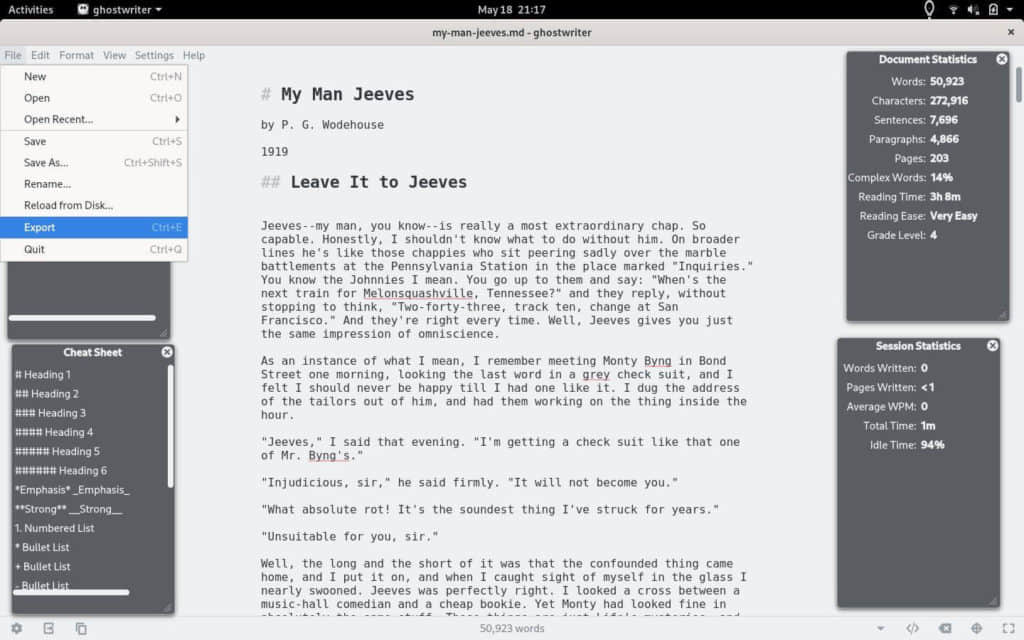 Activities
ghostwriter
May 18 21:17
my-man-jeeves.md - ghostwriter
File Edit Format View Settings Help
New Ctrl+N
Open Ctrl+O
Open Recent...
Save Ctrl+S
Save As... Ctrl+Shift+S
Rename...
Reload from Disk...
Export Ctrl+E
Quit Ctrl+Q
Cheat Sheet
# Heading 1
## Heading 2
### Heading 3
#### Heading 4
##### Heading 5
###### Heading 6
*Emphasis* _Emphasis_
**Strong** __Strong__
1. Numbered List
* Bullet List
+ Bullet List
- Bullet List
# My Man Jeeves
by P. G. Wodehouse
1919
## Leave It to Jeeves
Jeeves--my man, you know--is really a most extraordinary chap. So
capable. Honestly, I shouldn't know what to do without him. On broader
lines he's like those chappies who sit peering sadly over the marble
battlements at the Pennsylvania Station in the place marked "Inquiries."
You know the Johnnies I mean. You go up to them and say: "When's the
next train for Melonsquashville, Tennessee?" and they reply, without
stopping to think, "Two-forty-three, track ten, change at San
Francisco." And they're right every time. Well, Jeeves gives you just
the same impression of omniscience.
As an instance of what I mean, I remember meeting Monty Byng in Bond
Street one morning, looking the last word in a grey check suit, and I
felt I should never be happy till I had one like it. I dug the address
of the tailors out of him, and had them working on the thing inside the
hour.
"Jeeves," I said that evening. "I'm getting a check suit like that one
of Mr. Byng's."
"Injudicious, sir," he said firmly. "It will not become you."
"What absolute rot! It's the soundest thing I've struck for years."
"Unsuitable for you, sir."
Well, the long and the short of it was that the confounded thing came
home, and I put it on, and when I caught sight of myself in the glass I
nearly swooned. Jeeves was perfectly right. I looked a cross between a
music-hall comedian and a cheap bookie. Yet Monty had looked fine in
absolutely the same stuff. These things are just Life's mysteries, and
Document Statistics
Words: 50,923
Characters: 272,916
Sentences: 7,696
Paragraphs: 4,866
Pages: 203
Complex Words: 14%
Reading Time: 3h 8m
Reading Ease: Very Easy
Grade Level: 4
Session Statistics
Words Written: 0
Pages Written: <1
Average WPM: 0
Total Time: 1m
Idle Time: 94%
50,923 words